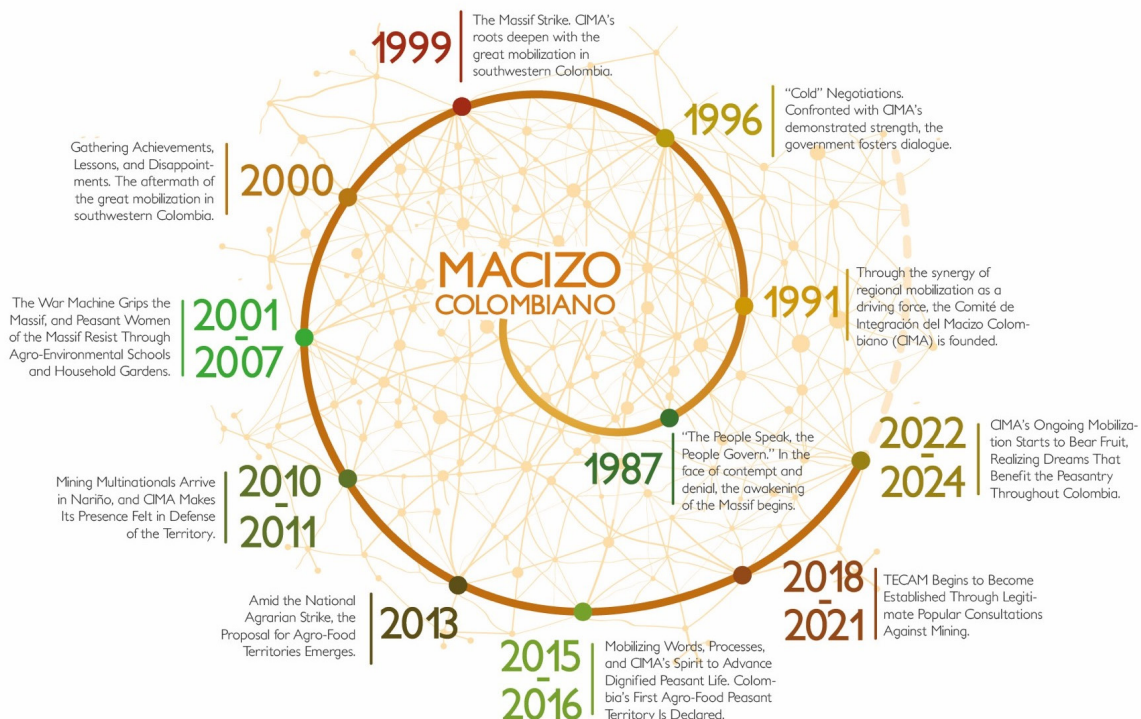 MACIZO
COLOMBIANO
1987
"The People Speak, the
People Govern." In the
face of contempt and
denial, the awakening
of the Massif begins.
1991
Through the synergy of
regional mobilization as a
driving force, the Comité de
Integración del Macizo Colom-
biano (CIMA) is founded.
1996
"Cold" Negotiations.
Confronted with CIMA's
demonstrated strength, the
government fosters dialogue.
1999
The Massif Strike. CIMA's
roots deepen with the
great mobilization in
southwestern Colombia.
2000
Gathering Achievements,
Lessons, and Disappoint-
ments. The aftermath of
the great mobilization in
southwestern Colombia.
2001
-
2007
The War Machine Grips the
Massif, and Peasant Women
of the Massif Resist Through
Agro-Environmental Schools
and Household Gardens.
2010
-
2011
Mining Multinationals Arrive
in Nariño, and CIMA Makes
Its Presence Felt in Defense
of the Territory.
2013
Amid the National
Agrarian Strike, the
Proposal for Agro-Food
Territories Emerges.
2015
-
2016
Mobilizing Words, Processes,
and CIMA's Spirit to Advance
Dignified Peasant Life. Colom-
bia's First Agro-Food Peasant
Territory Is Declared.
2018
-
2021
TECAM Begins to Become
Established Through Legiti-
mate Popular Consultations
Against Mining.
2022
-
2024
CIMA's Ongoing Mobiliza-
tion Starts to Bear Fruit,
Realizing Dreams That
Benefit the Peasantry
Throughout Colombia.